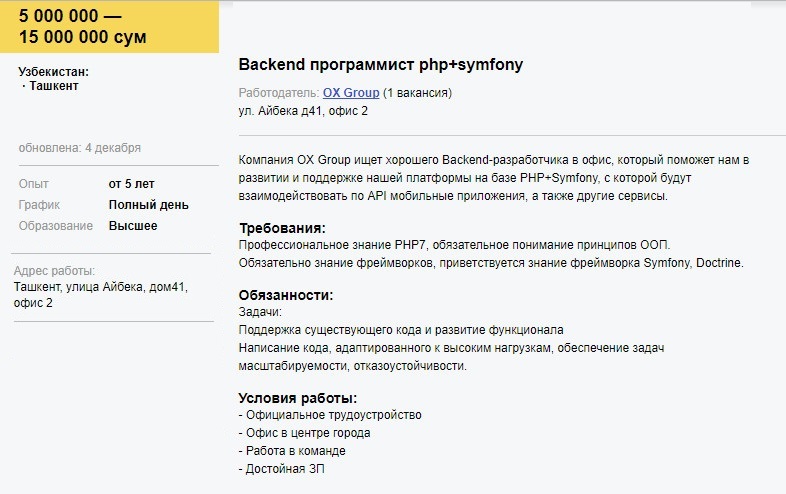 5 000 000 —
15 000 000 сум
Узбекистан:
· Ташкент
обновлена: 4 декабря
Опыт от 5 лет
График Полный день
Образование Высшее
Адрес работы:
Ташкент, улица Айбека, дом41,
офис 2
Backend программист php+symfony
Работодатель: OX Group (1 вакансия)
ул. Айбека д41, офис 2
Компания OX Group ищет хорошего Backend-разработчика в офис, который поможет нам в
развитии и поддержке нашей платформы на базе PHP+Symfony, с которой будут
взаимодействовать по API мобильные приложения, а также другие сервисы.
Требования:
Профессиональное знание PHP7, обязательное понимание принципов ООП.
Обязательно знание фреймворков, приветствуется знание фреймворка Symfony, Doctrine.
Обязанности:
Задачи:
Поддержка существующего кода и развитие функционала
Написание кода, адаптированного к высоким нагрузкам, обеспечение задач
масштабируемости, отказоустойчивости.
Условия работы:
- Официальное трудоустройство
- Офис в центре города
- Работа в команде
- Достойная ЗП